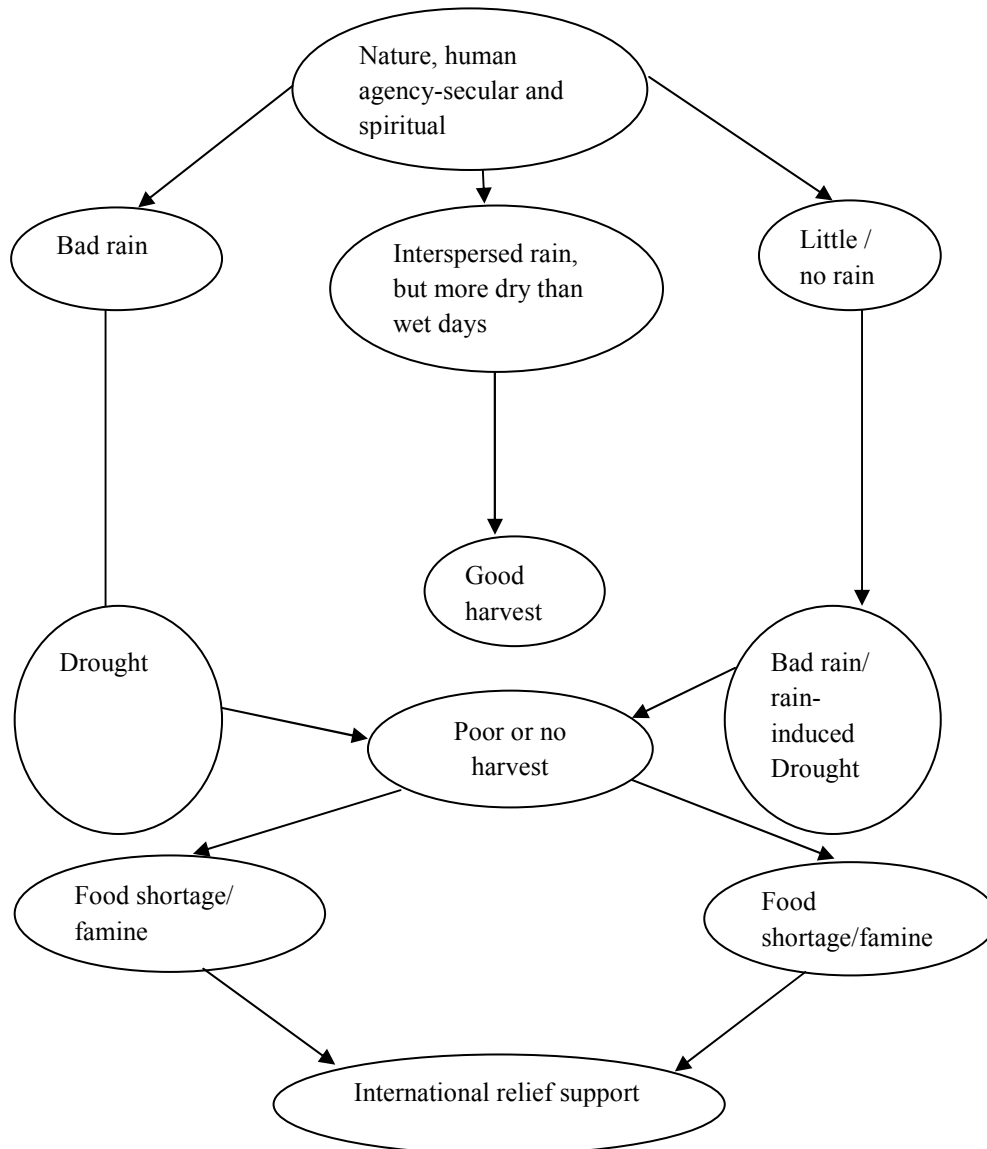 Nature, human
agency-secular and
spiritual
Bad rain
Interspersed rain,
but more dry than
wet days
Little /
no rain
Good
harvest
Drought
Poor or no
harvest
Bad rain/
rain-
induced
Drought
Food shortage/
famine
Food
shortage/famine
International relief support